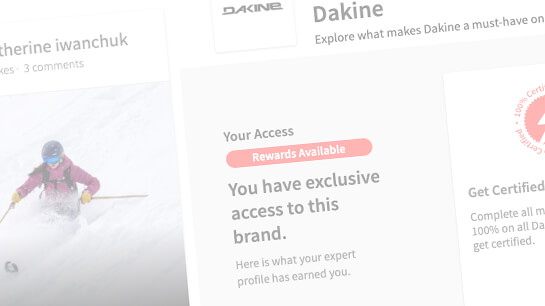 therine iwanchuk
kes · 3 comments
DAKINE
Dakine
Explore what makes Dakine a must-have on
Your Access
Rewards Available
You have exclusive
access to this
brand.
Here is what your expert
profile has earned you.
100% Certif
Certified
Get Certified
Complete all m
100% on all Da
get certified.